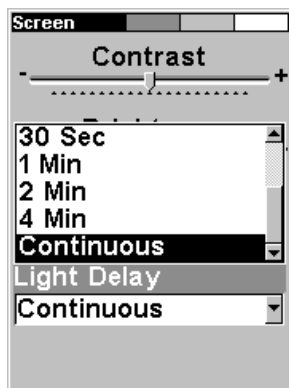 Screen
Contrast
- +
30 Sec
1 Min
2 Min
4 Min
Continuous
Light Delay
Continuous